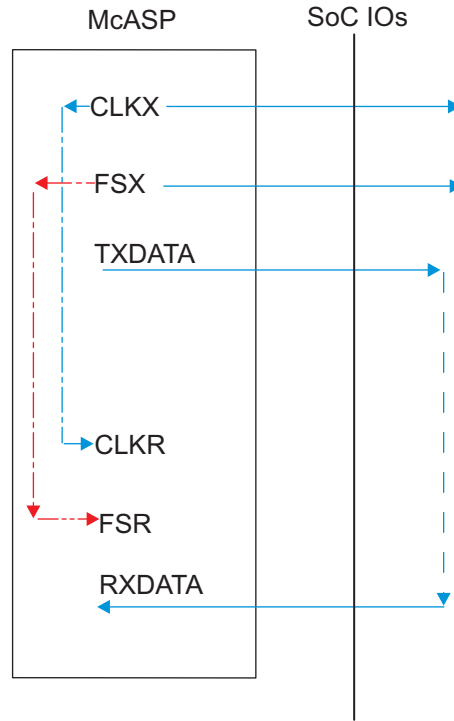 McASP
SoC IOs
CLKX
FSX
TXDATA
CLKR
FSR
RXDATA